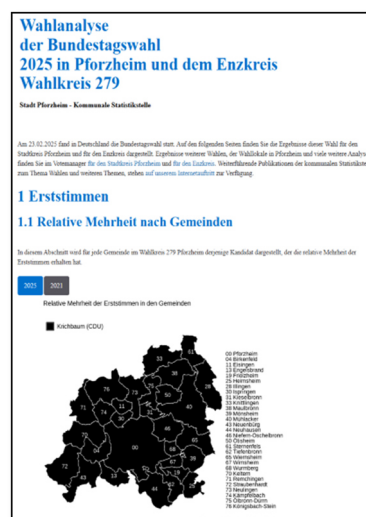 Wahlanalyse
der Bundestagswahl
2025 in Pforzheim und dem Enzkreis
Wahlkreis 279
Stadt Pforzheim - Kommunale Statistikstelle
Am 23.02.2025 fand in Deutschland die Bundestagswahl statt. Auf den folgenden Seiten finden Sie die Ergebnisse dieser Wahl für den
Stadtkreis Pforzheim und für den Enzkreis dargestellt. Ergebnisse weiterer Wahlen, der Wahllokale in Pforzheim und viele weitere Analys
finden Sie im Votemanager für den Stadtkreis Pforzheim und für den Enzkreis. Weiterführende Publikationen der kommunalen Statistikste
zum Thema Wahlen und weiteren Themen, stehen auf unserem Internetauftritt zur Verfügung.
1 Erststimmen
1.1 Relative Mehrheit nach Gemeinden
In diesem Abschnitt wird für jede Gemeinde im Wahlkreis 279 Pforzheim derjenige Kandidat dargestellt, der die relative Mehrheit der
Erststimmen erhalten hat.
2025 2021
Relative Mehrheit der Erststimmen in den Gemeinden
Krichbaum (CDU)
00 Pforzheim
04 Birkenfeld
11 Eisingen
13 Engelsbrand
19 Friolzheim
25 Heimsheim
28 Illingen
30 Ispringen
31 Kieselbronn
33 Knittlingen
38 Maulbronn
39 Mönsheim
40 Mühlacker
43 Neuenbürg
44 Neuhausen
46 Niefern-Öschelbronn
50 Ölbronn
61 Sternenfels
62 Tiefenbronn
65 Wiernsheim
67 Wimsheim
68 Wurmberg
70 Keltern
71 Remchingen
72 Straubenhardt
73 Neulingen
74 Kämpfelbach
75 Ölbronn-Dürrn
76 Königsbach-Stein